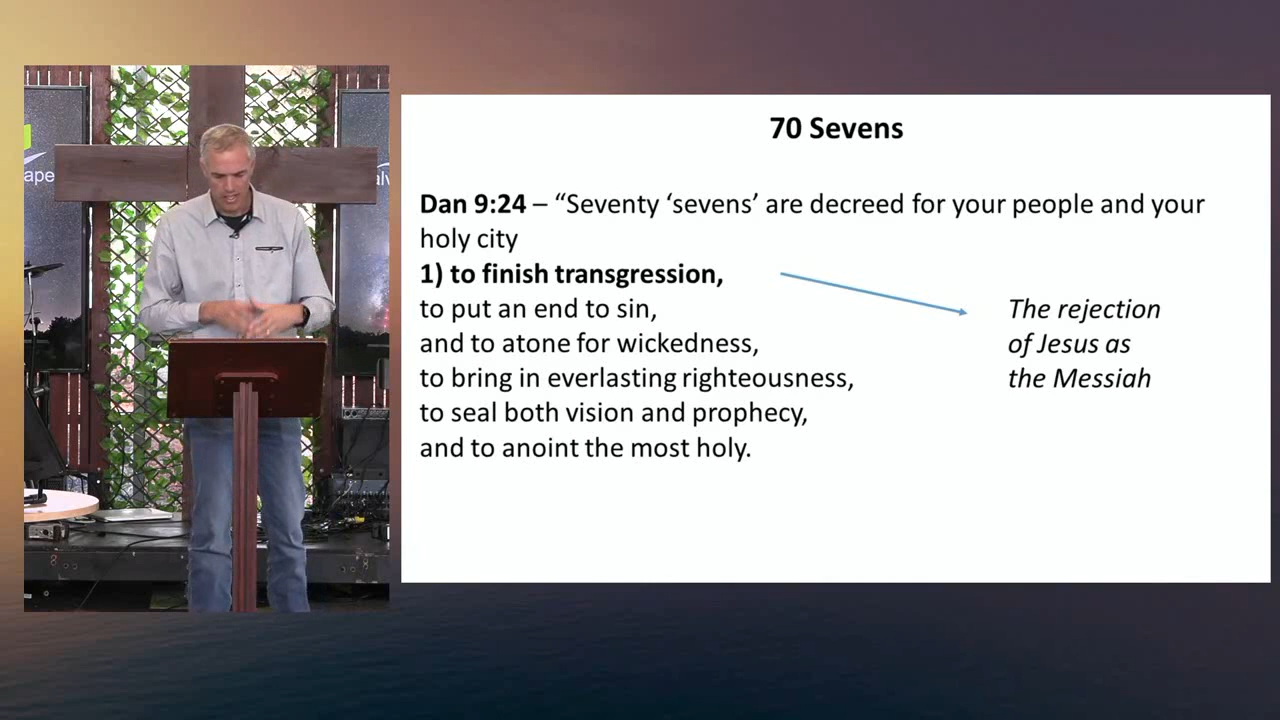 70 Sevens
Dan 9:24 – “Seventy ‘sevens’ are decreed for your people and your
holy city
1) to finish transgression,
to put an end to sin,
and to atone for wickedness,
to bring in everlasting righteousness,
to seal both vision and prophecy,
and to anoint the most holy.
The rejection
of Jesus as
the Messiah
ape
alv